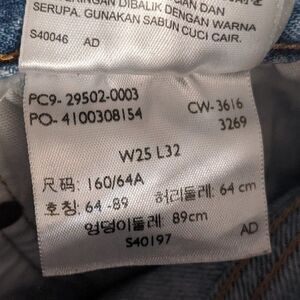 KERINGAN DIBALIK DENGAN WARNA
SERUPA. GUNAKAN SABUN CUCI CAIR.
S40046 AD
PC9- 29502-0003
PO- 4100308154
CW- 3616
3269
W25 L32
尺码: 160/64A
호칭: 64 -89 허리둘레: 64 cm
엉덩이둘레: 89cm
S40197 AD